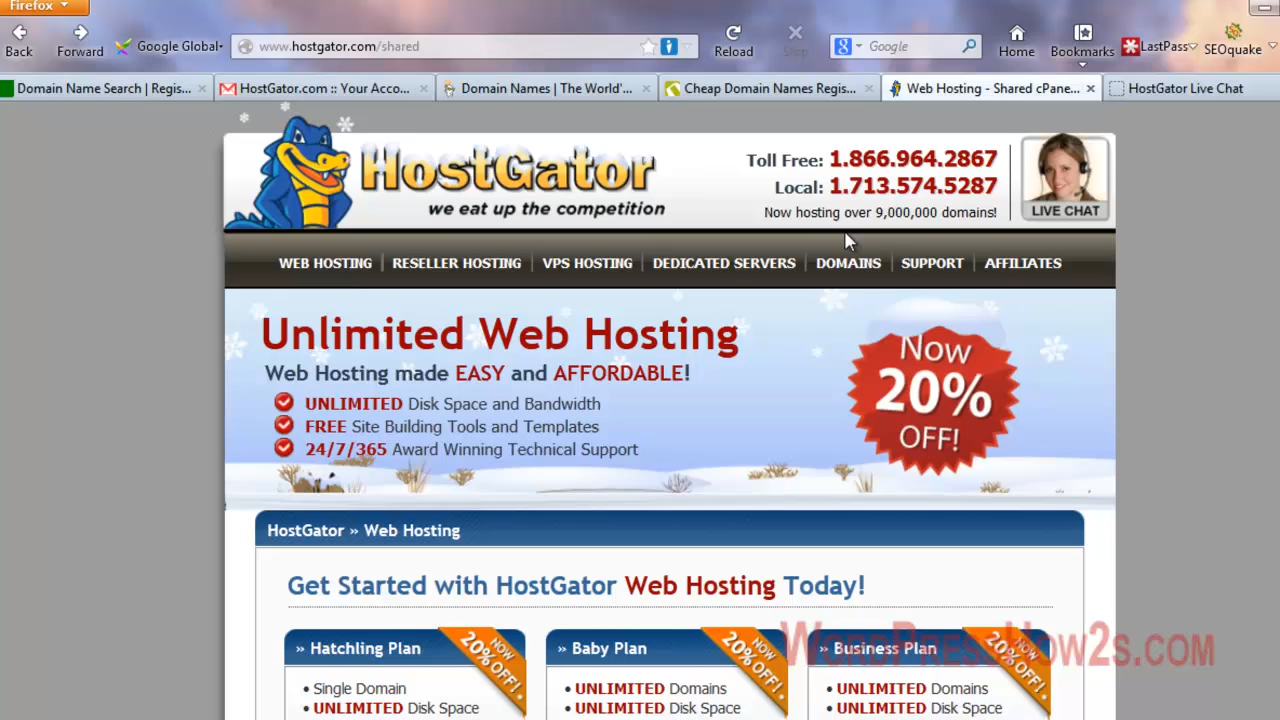 Firefox
Back
Forward
Google Global
www.hostgator.com/shared
Reload
Stop
Google
Home
Bookmarks
LastPass
SEOquake
Domain Name Search | Regis...
HostGator.com :: Your Acco...
Domain Names | The World'...
Cheap Domain Names Regis...
Web Hosting - Shared cPane...
HostGator Live Chat
HostGator
we eat up the competition
Toll Free: 1.866.964.2867
Local: 1.713.574.5287
Now hosting over 9,000,000 domains!
LIVE CHAT
WEB HOSTING
RESELLER HOSTING
VPS HOSTING
DEDICATED SERVERS
DOMAINS
SUPPORT
AFFILIATES
Unlimited Web Hosting
Web Hosting made EASY and AFFORDABLE!
UNLIMITED Disk Space and Bandwidth
FREE Site Building Tools and Templates
24/7/365 Award Winning Technical Support
Now
20%
OFF!
HostGator » Web Hosting
Get Started with HostGator Web Hosting Today!
» Hatchling Plan
NOW
20% OFF!
• Single Domain
• UNLIMITED Disk Space
» Baby Plan
NOW
20% OFF!
• UNLIMITED Domains
• UNLIMITED Disk Space
» Business Plan
NOW
20% OFF!
• UNLIMITED Domains
• UNLIMITED Disk Space
WordPressHow2s.com